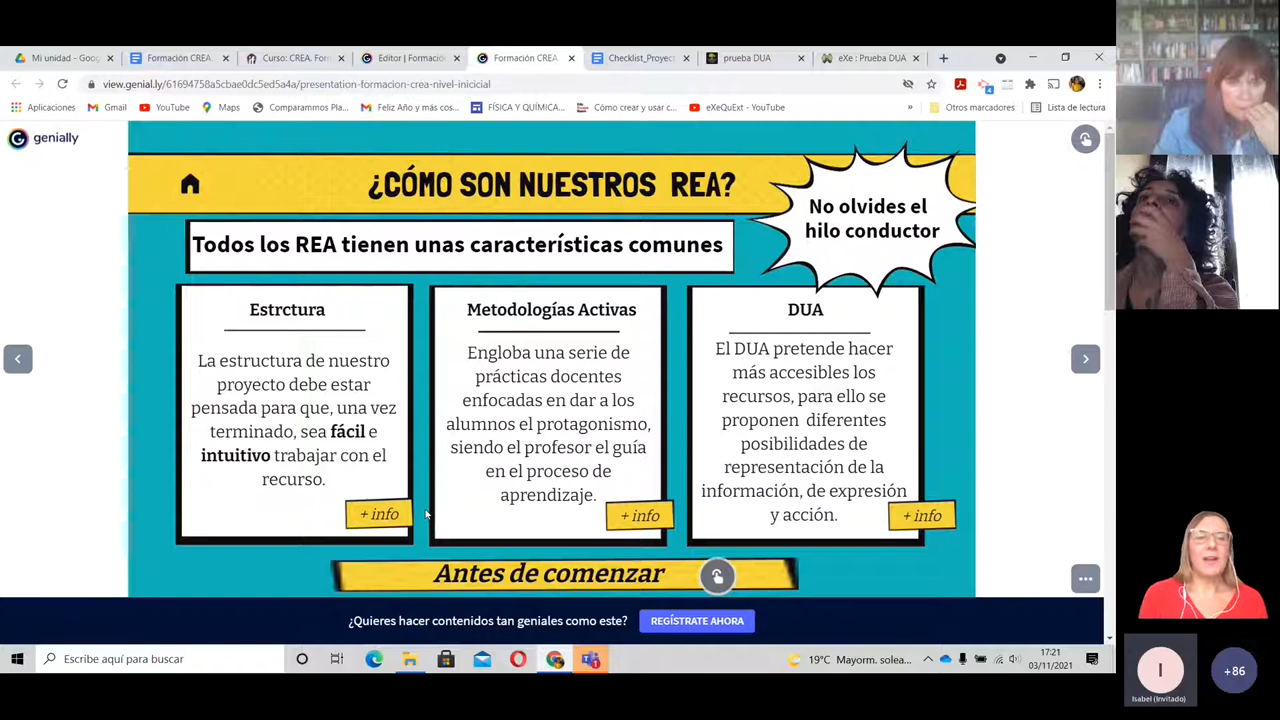 Mi unidad - Goog
Formación CREA
Curso: CREA. For
Editor | Formación
Formación CREA
Checklist_Proyect
prueba DUA
eXe : Prueba DUA
view.genial.ly/61694758a5cbae0dc5ed5a4a/presentation-formacion-crea-nivel-inicicial
Aplicaciones
Gmail
YouTube
Maps
Comparammos Plan...
Feliz Año y más cos...
FÍSICA Y QUÍMICA...
Cómo crear y usar c...
eXeQuExt - YouTube
»
Otros marcadores
Lista de lectura
genially
¿CÓMO SON NUESTROS REA?
No olvides el
hilo conductor
Todos los REA tienen unas características comunes
Estrctura
La estructura de nuestro
proyecto debe estar
pensada para que, una vez
terminado, sea fácil e
intuitivo trabajar con el
recurso.
+ info
Metodologías Activas
Engloba una serie de
prácticas docentes
enfocadas en dar a los
alumnos el protagonismo,
siendo el profesor el guía
en el proceso de
aprendizaje.
+ info
DUA
El DUA pretende hacer
más accesibles los
recursos, para ello se
proponen diferentes
posibilidades de
representación de la
información, de expresión
y acción.
+ info
Antes de comenzar
¿Quieres hacer contenidos tan geniales como este?
REGÍSTRATE AHORA
Escribe aquí para buscar
19°C Mayorm. solea...
17:21
03/11/2021
I
Isabel (Invitado)
+86